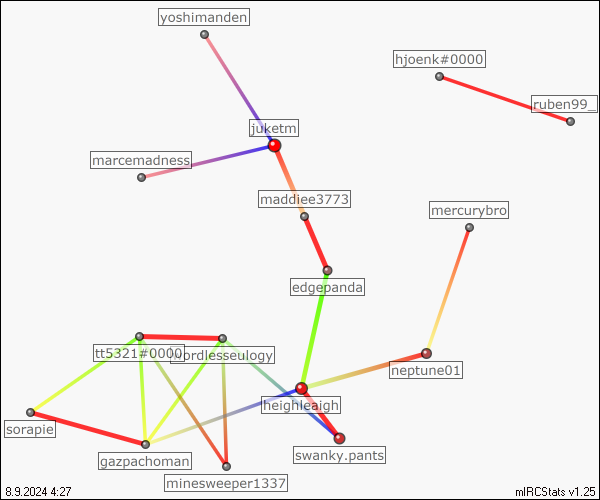 yoshimanden
hjoenk#0000
ruben99_
juketm
marcemadness
maddiee3773
mercurybro
edgepanda
tt5321#0000
wordlesseulogy
neptune01
heighleaigh
sorapie
swanky.pants
gazpachoman
minesweeper1337
8.9.2024 4:27
mIRCStats v1.25